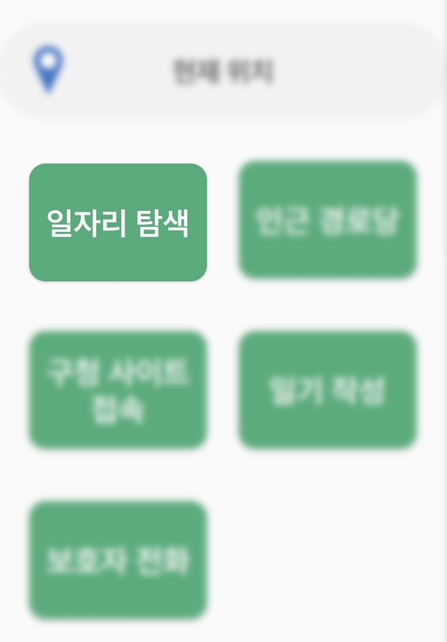 현재 위치
일자리 탐색
인근 경로당
구청 사이트
접속
일기 작성
보호자 전화